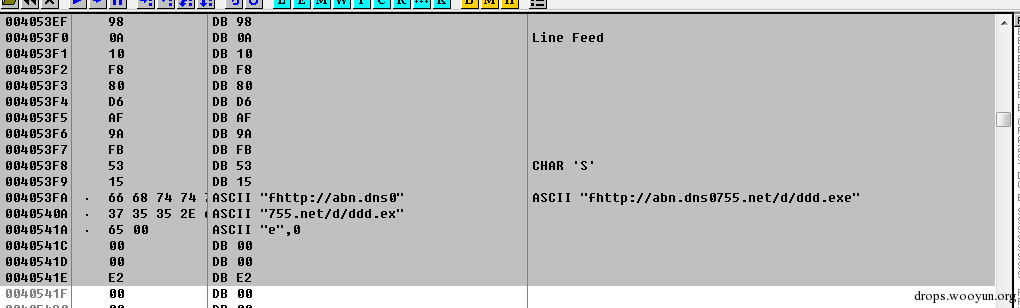 L E M W T C R ... K B M H
004053EF 98 DB 98
004053F0 0A DB 0A Line Feed
004053F1 10 DB 10
004053F2 F8 DB F8
004053F3 80 DB 80
004053F4 D6 DB D6
004053F5 AF DB AF
004053F6 9A DB 9A
004053F7 FB DB FB
004053F8 53 DB 53 CHAR 'S'
004053F9 15 DB 15
004053FA · 66 68 74 74 ASCII "fhttp://abn.dns0" ASCII "fhttp://abn.dns0755.net/d/ddd.exe"
0040540A · 37 35 35 2E ASCII "755.net/d/ddd.ex"
0040541A · 65 00 ASCII "e",0
0040541C 00 DB 00
0040541D 00 DB 00
0040541E E2 DB E2
0040541F 00 DB 00
drops.wooyun.org